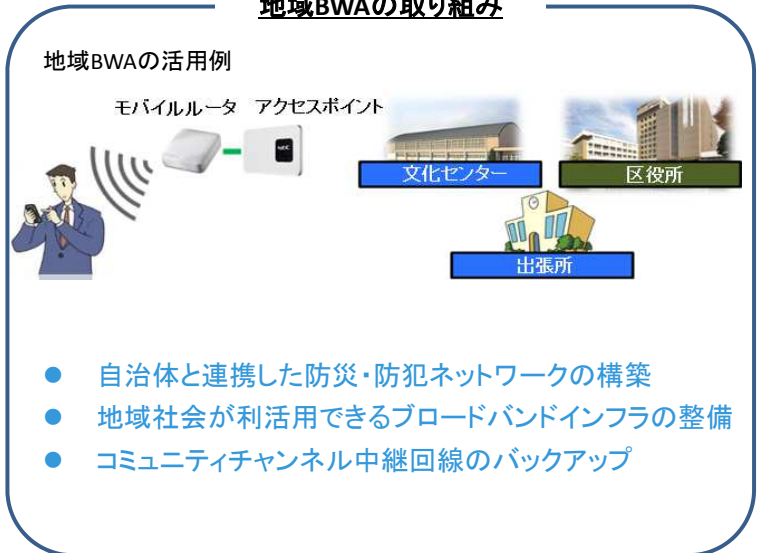 地域BWAの取り組み
地域BWAの活用例
モバイルルータ アクセスポイント
NEC
文化センター
区役所
出張所
● 自治体と連携した防災・防犯ネットワークの構築
● 地域社会が利活用できるブロードバンドインフラの整備
● コミュニティチャンネル中継回線のバックアップ